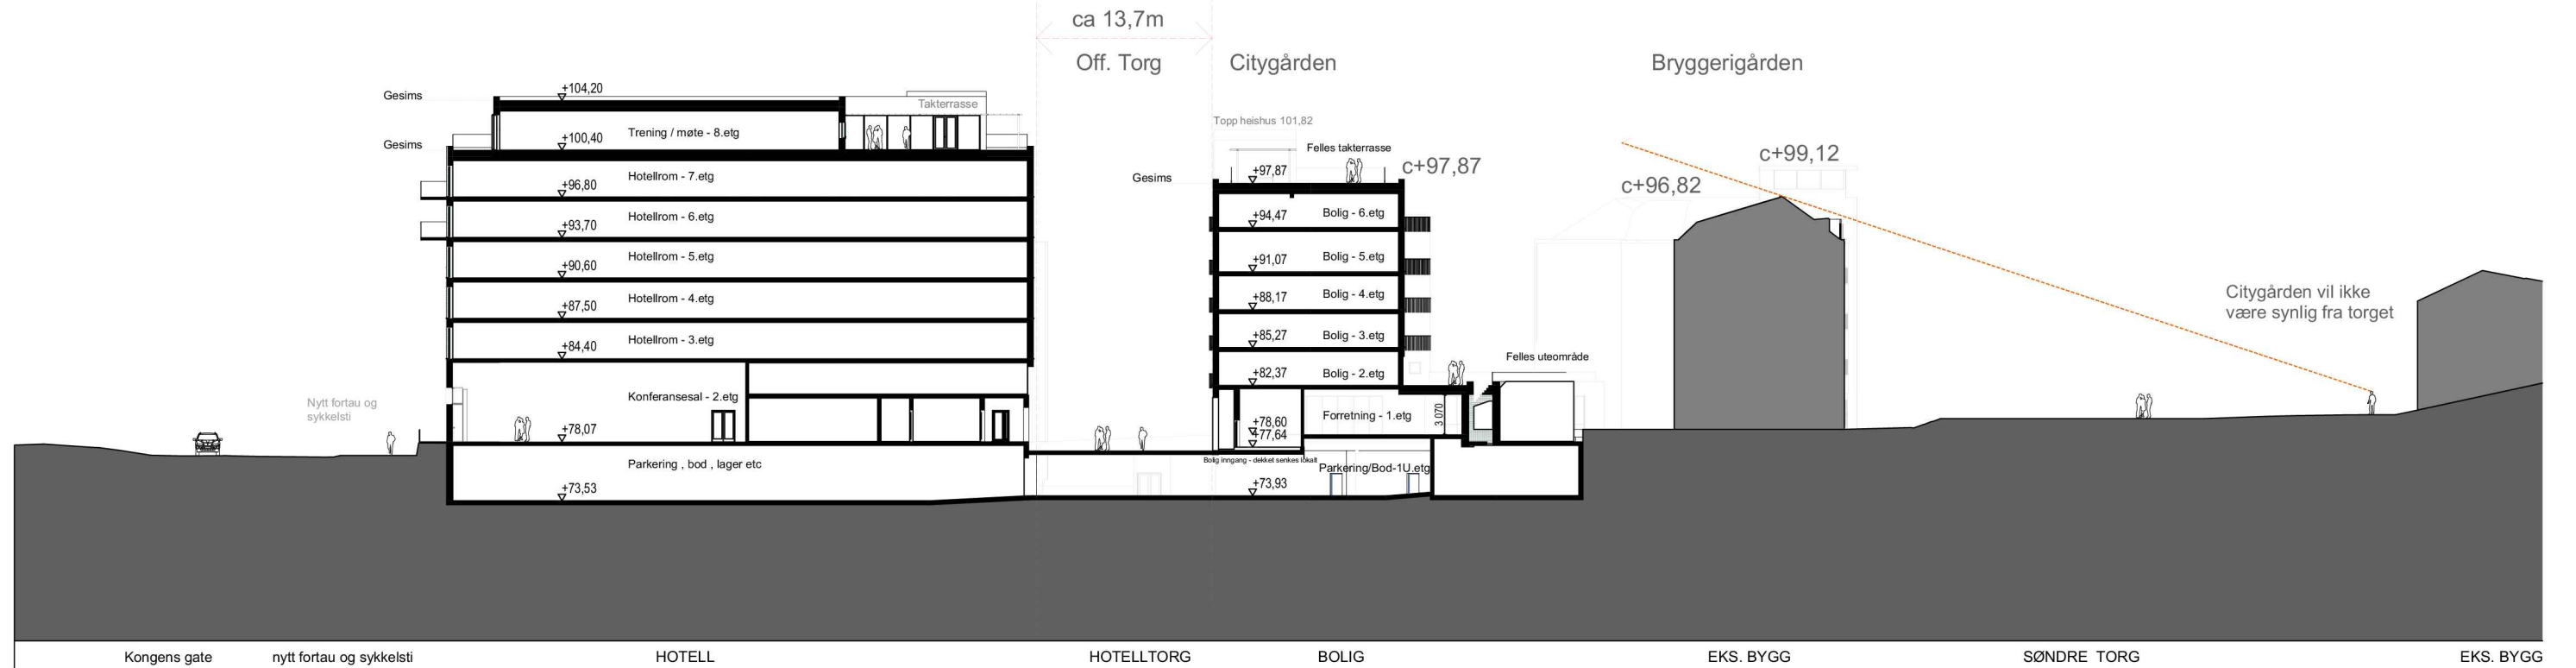 ca 13,7m
Off. Torg
Citygården
Bryggerigården
Gesims
+104,20
Takterrasse
Trening / møte - 8.etg
+100,40
Gesims
Hotellrom - 7.etg
+96,80
Hotellrom - 6.etg
+93,70
Hotellrom - 5.etg
+90,60
Hotellrom - 4.etg
+87,50
Hotellrom - 3.etg
+84,40
Konferansesal - 2.etg
+78,07
Parkering , bod , lager etc
+73,53
Nytt fortau og
sykkelsti
Topp heishus 101,82
Felles takterrasse
Gesims
+97,87
c+97,87
+94,47
Bolig - 6.etg
+91,07
Bolig - 5.etg
+88,17
Bolig - 4.etg
+85,27
Bolig - 3.etg
+82,37
Bolig - 2.etg
Felles uteområde
Forretning - 1.etg
3 070
+78,60
+77,64
Bolig inngang - dekket senkes lokalt
Parkering/Bod-1U.etg
+73,93
c+96,82
c+99,12
Citygården vil ikke
være synlig fra torget
Kongens gate
nytt fortau og sykkelsti
HOTELL
HOTELLTORG
BOLIG
EKS. BYGG
SØNDRE TORG
EKS. BYGG